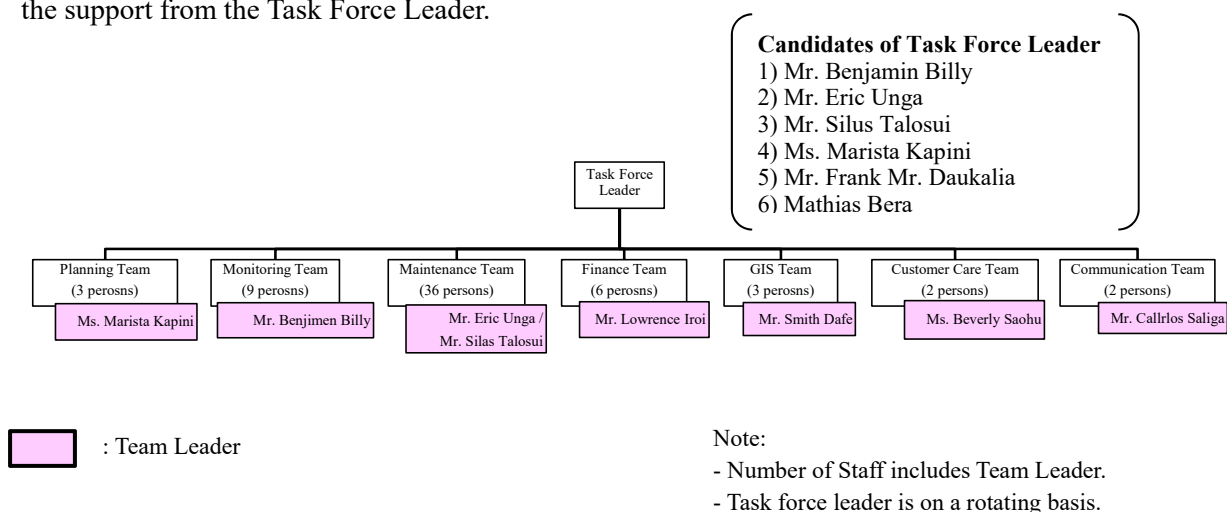 the support from the Task Force Leader.
Candidates of Task Force Leader
1) Mr. Benjamin Billy
2) Mr. Eric Unga
3) Mr. Silus Talosui
4) Ms. Marista Kapini
5) Mr. Frank Mr. Daukalia
6) Mathias Bera
Task Force
Leader
Planning Team
(3 perosns)
Ms. Marista Kapini
Monitoring Team
(9 perosns)
Mr. Benjimen Billy
Maintenance Team
(36 persons)
Mr. Eric Unga /
Mr. Silas Talosui
Finance Team
(6 perosns)
Mr. Lowrence Iroi
GIS Team
(3 perosns)
Mr. Smith Dafe
Customer Care Team
(2 persons)
Ms. Beverly Saohu
Communication Team
(2 persons)
Mr. Callrlos Saliga
: Team Leader
Note:
- Number of Staff includes Team Leader.
- Task force leader is on a rotating basis.